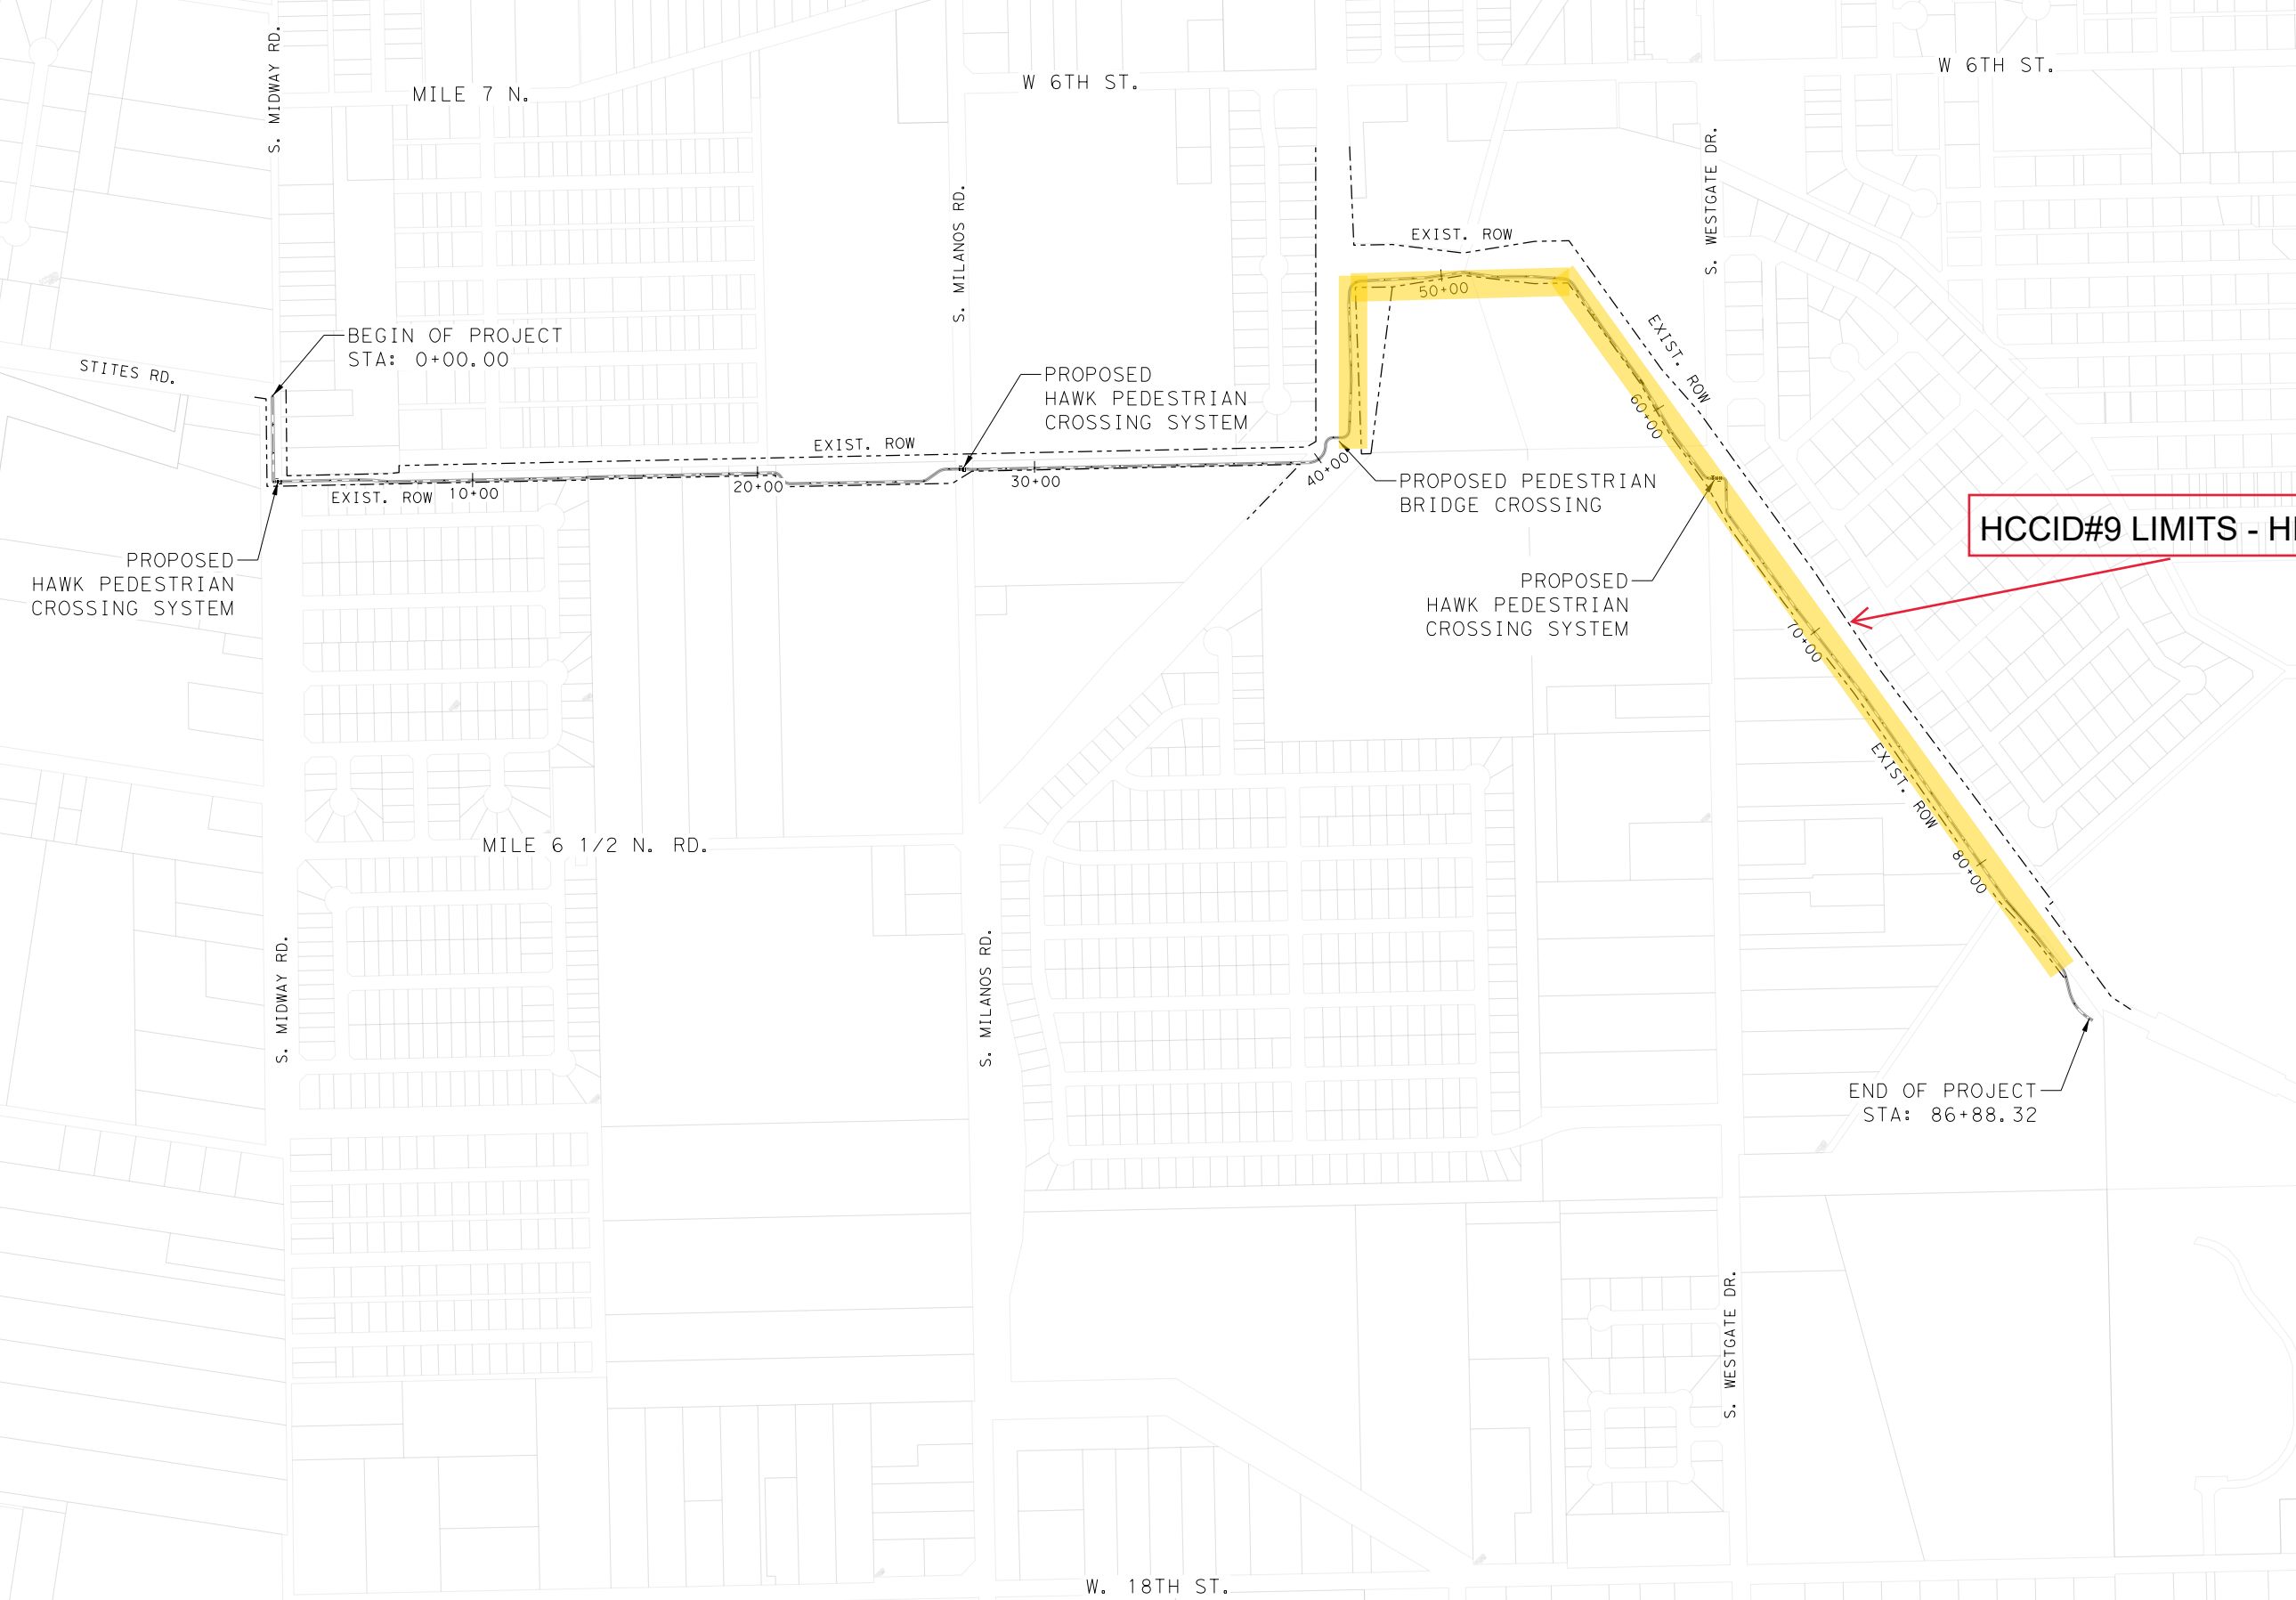 S. MIDWAY RD.
MILE 7 N.
W 6TH ST.
W 6TH ST.
S. WESTGATE DR.
S. MILANOS RD.
EXIST. ROW
50+00
EXIST. ROW
BEGIN OF PROJECT
STA: 0+00.00
STITES RD.
PROPOSED
HAWK PEDESTRIAN
CROSSING SYSTEM
60+00
EXIST. ROW
40+00
EXIST. ROW
10+00
20+00
30+00
PROPOSED PEDESTRIAN
BRIDGE CROSSING
HCCID#9 LIMITS - H
PROPOSED
HAWK PEDESTRIAN
CROSSING SYSTEM
PROPOSED
HAWK PEDESTRIAN
CROSSING SYSTEM
70+00
EXIST. ROW
MILE 6 1/2 N. RD.
80+00
S. MIDWAY RD.
S. MILANOS RD.
END OF PROJECT
STA: 86+88.32
S. WESTGATE DR.
W. 18TH ST.